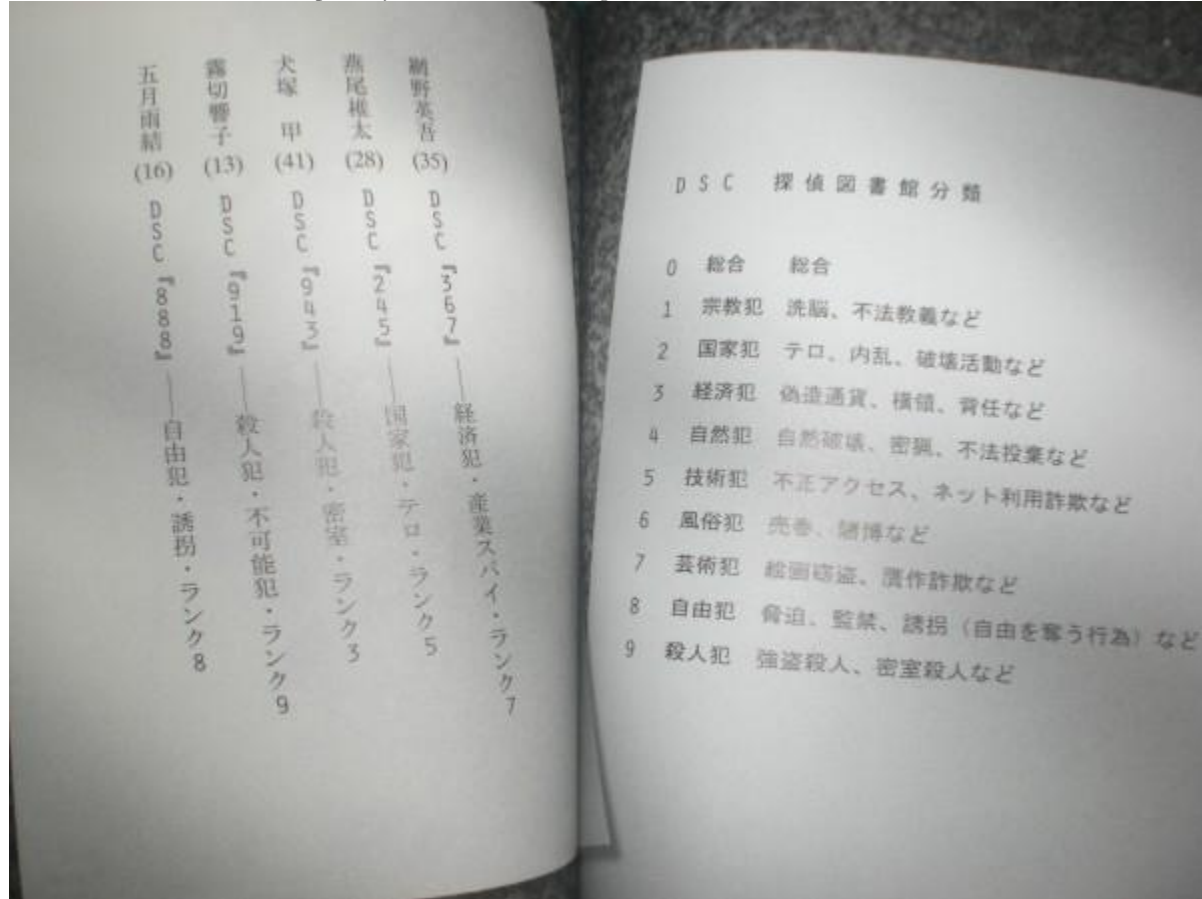 DSC 探偵図書館分類
0 総合 総合
1 宗教犯 洗脳、不法教義など
2 国家犯 テロ、内乱、破壊活動など
3 経済犯 偽造通貨、横領、背任など
4 自然犯 自然破壊、密猟、不法投棄など
5 技術犯 不正アクセス、ネット利用詐欺など
6 風俗犯 売春、賭博など
7 芸術犯 絵画窃盗、贋作詐欺など
8 自由犯 脅迫、監禁、誘拐（自由を奪う行為）など
9 殺人犯 強盗殺人、密室殺人など
野英吾(35) DSC『367』――経済犯・産業スパイ・ランク7
燕尾椎太(28) DSC『245』――国家犯・テロ・ランク5
犬塚 甲(41) DSC『943』――殺人犯・密室・ランク3
霧切響子(13) DSC『919』――殺人犯・不可能犯・ランク9
五月雨結(16) DSC『888』――自由犯・誘拐・ランク8